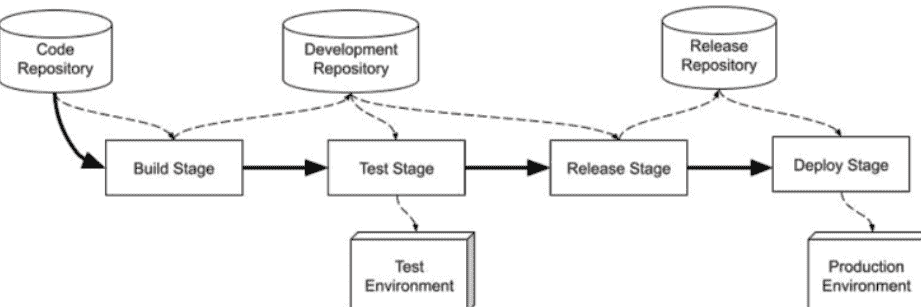 Code
Repository
Development
Repository
Release
Repository
Build Stage
Test Stage
Release Stage
Deploy Stage
Test
Environment
Production
Environment